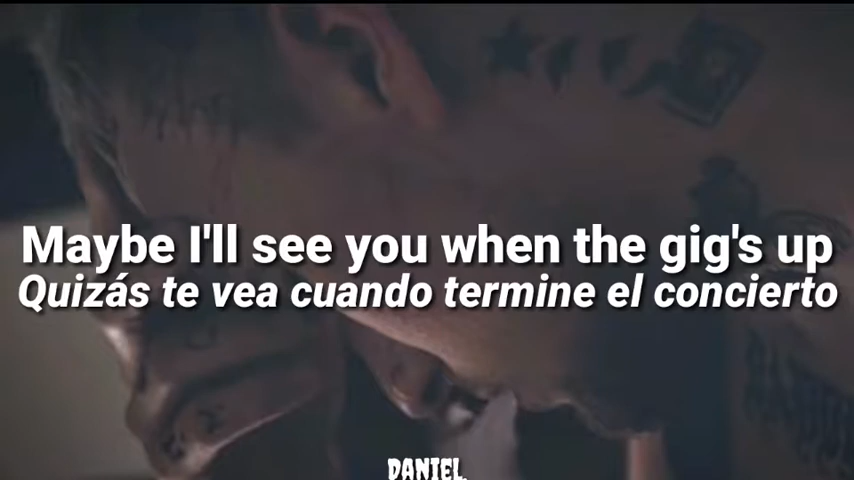 Maybe I'll see you when the gig's up
Quizás te vea cuando termine el concierto
DANIEL.